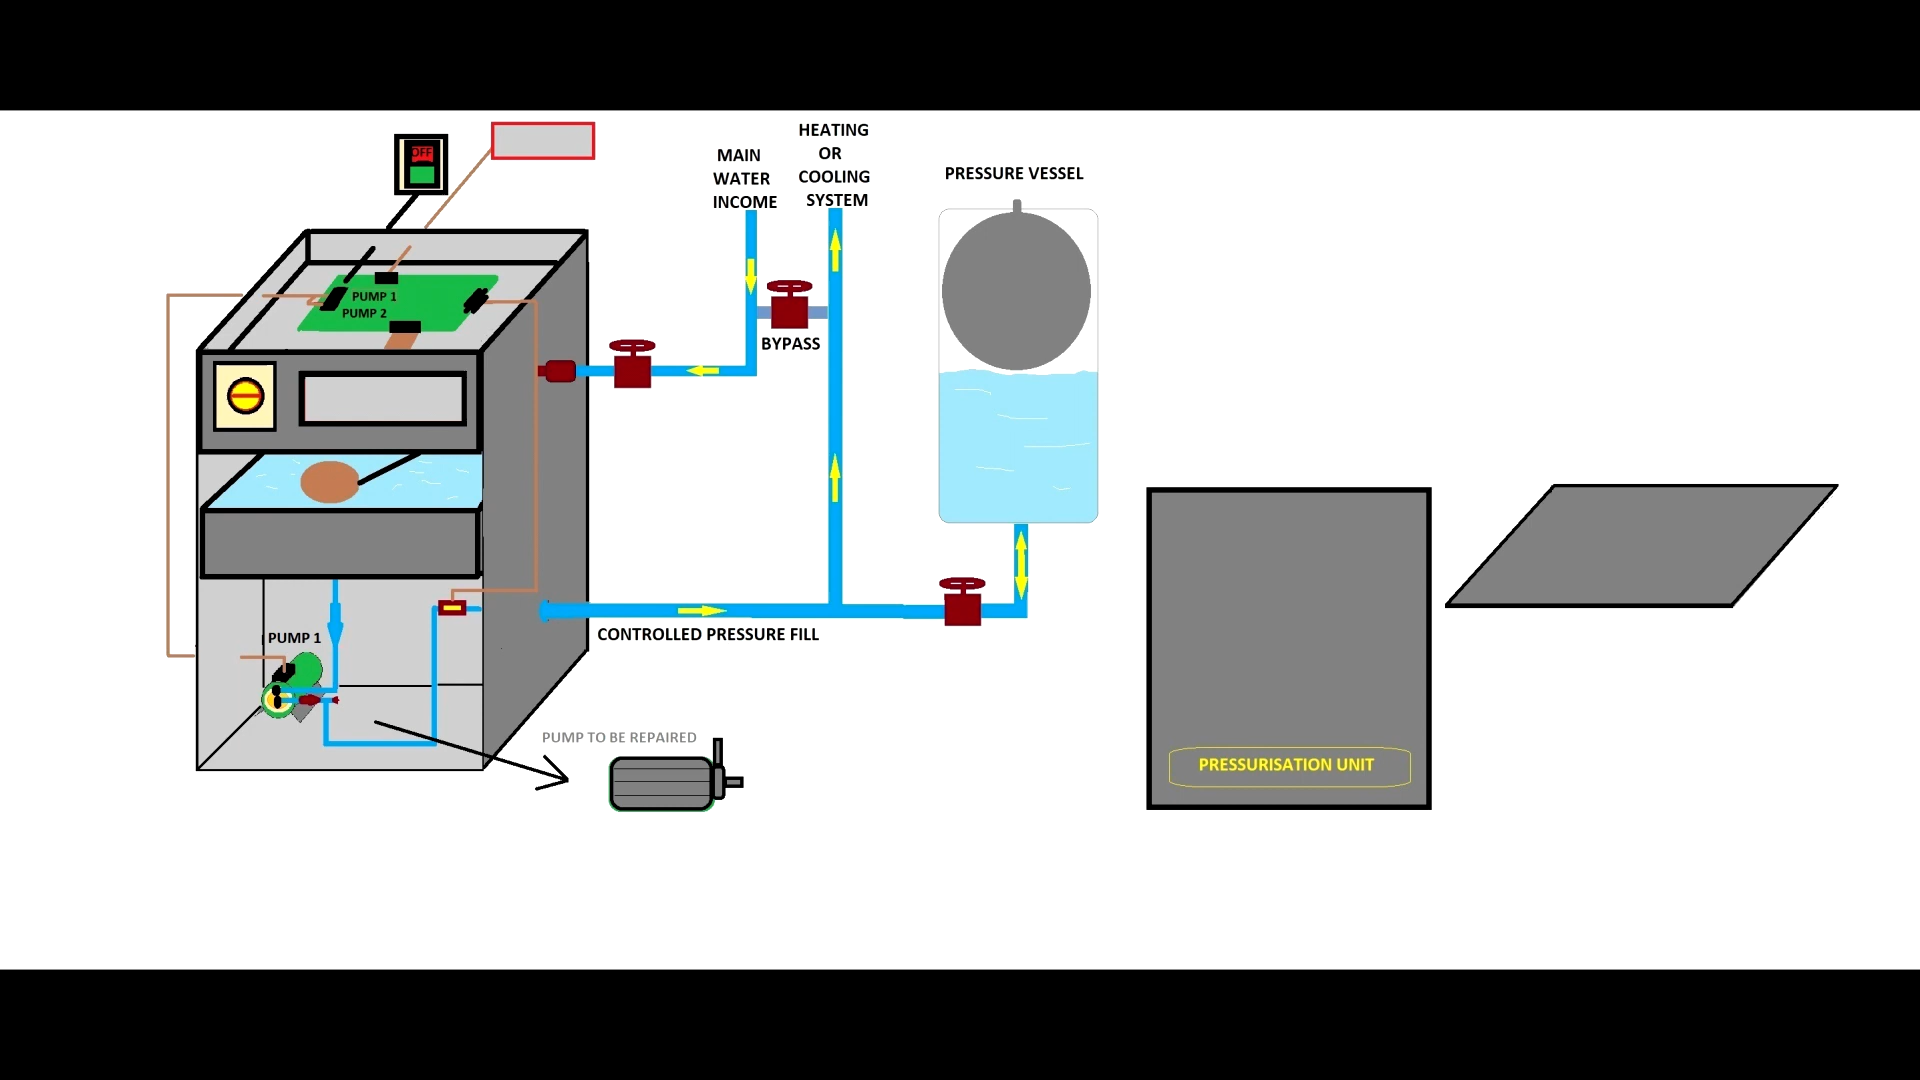 OFF
MAIN
WATER
INCOME
HEATING
OR
COOLING
SYSTEM
PRESSURE VESSEL
PUMP 1
PUMP 2
BYPASS
CONTROLLED PRESSURE FILL
PUMP 1
PUMP TO BE REPAIRED
PRESSURISATION UNIT